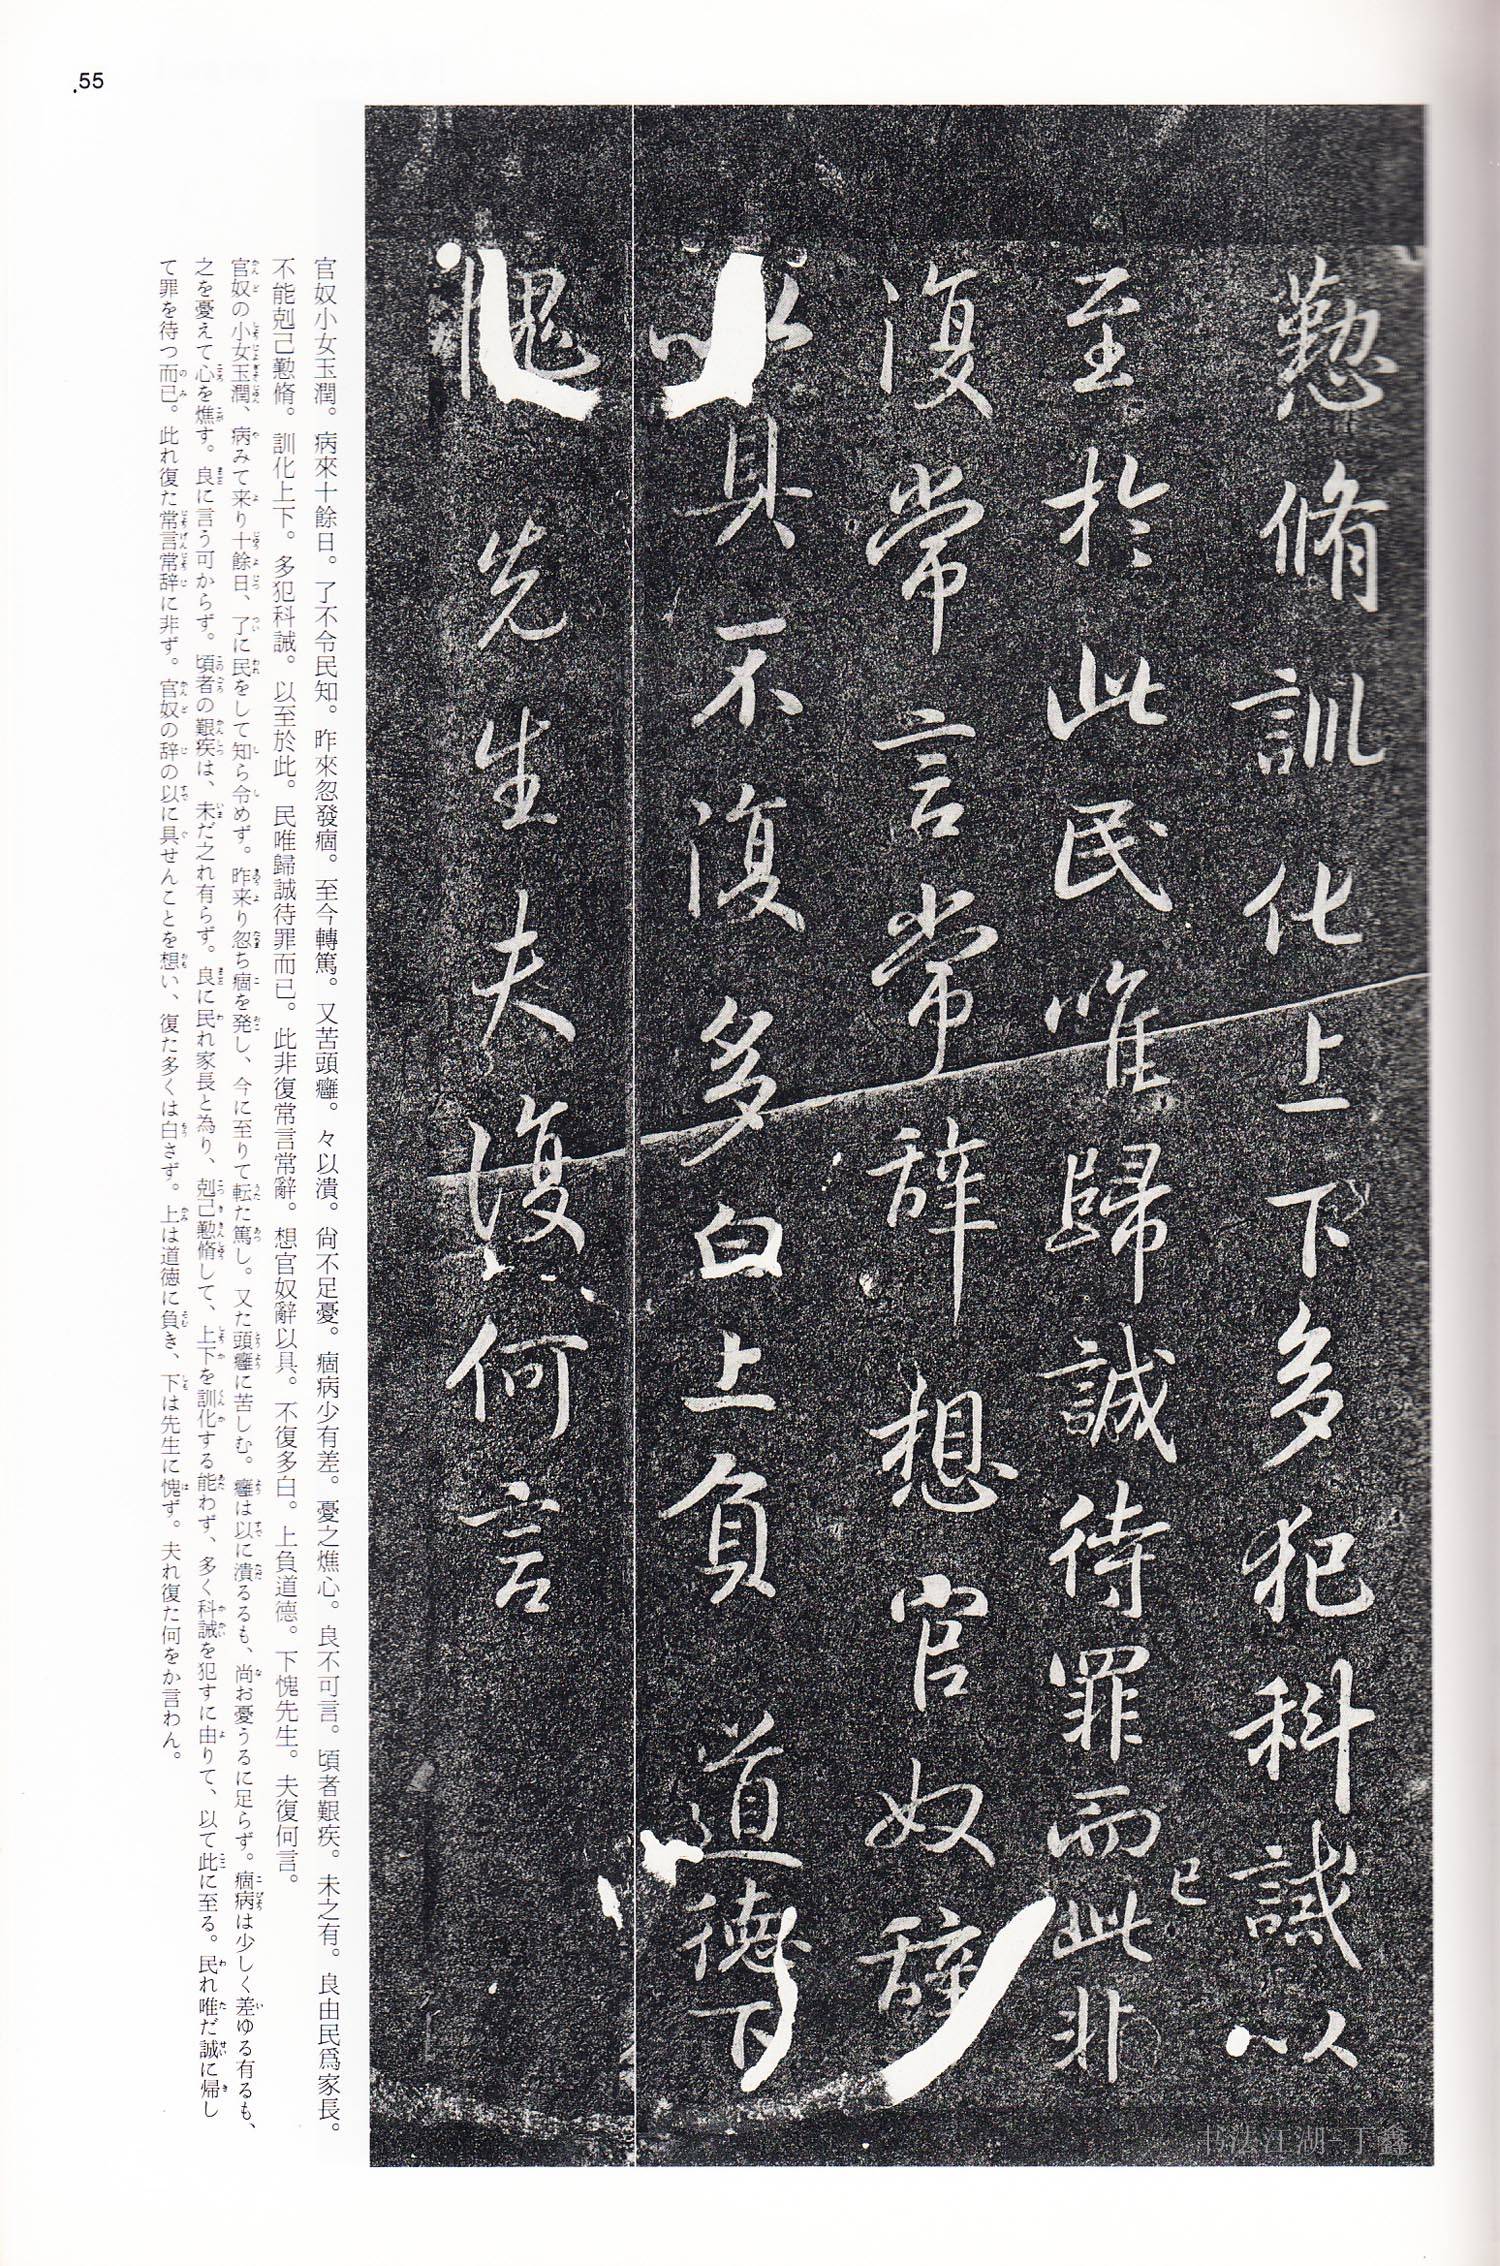 .55
懃脩訓化上下多犯科誡以
至於此民唯歸誠待罪而已此非
復常言常辭想官奴辭
以具不復多白上負道德下
愧先生夫復何言
官奴小女玉潤。病來十餘日。了不令民知。昨來忽發痼。至今轉篤。又苦頭癰。々以潰。尙不足憂。痼病少有差。憂之燋心。良不可言。頃者艱疾。未之有。良由民爲家長。
不能剋己懃脩。訓化上下。多犯科誡。以至於此。民唯歸誠待罪而已。此非復常言常辭。想官奴辭以具。不復多白。上負道德。下愧先生。夫復何言。
官奴の小女玉潤、病みて来り十餘日、了に民をして知ら令めず。昨来り忽ち痼を発し、今に至りて転た篤し。又た頭癰に苦しむ。癰は以に潰るるも、尚お憂うるに足らず。痼病は少しく差ゆる有るも、
之を憂えて心を燋す。良に言う可からず。頃者の艱疾は、未だ之れ有らず。良に民れ家長と為り、剋己懃脩して、上下を訓化する能わず、多く科誡を犯すに由りて、以て此に至る。民れ唯だ誠に帰し
て罪を待つ而已。此れ復た常言常辞に非ず。官奴の辞の以に具せんことを想い、復た多くは白さず。上は道徳に負き、下は先生に愧ず。夫れ復た何をか言わん。
书法江湖-丁鑫